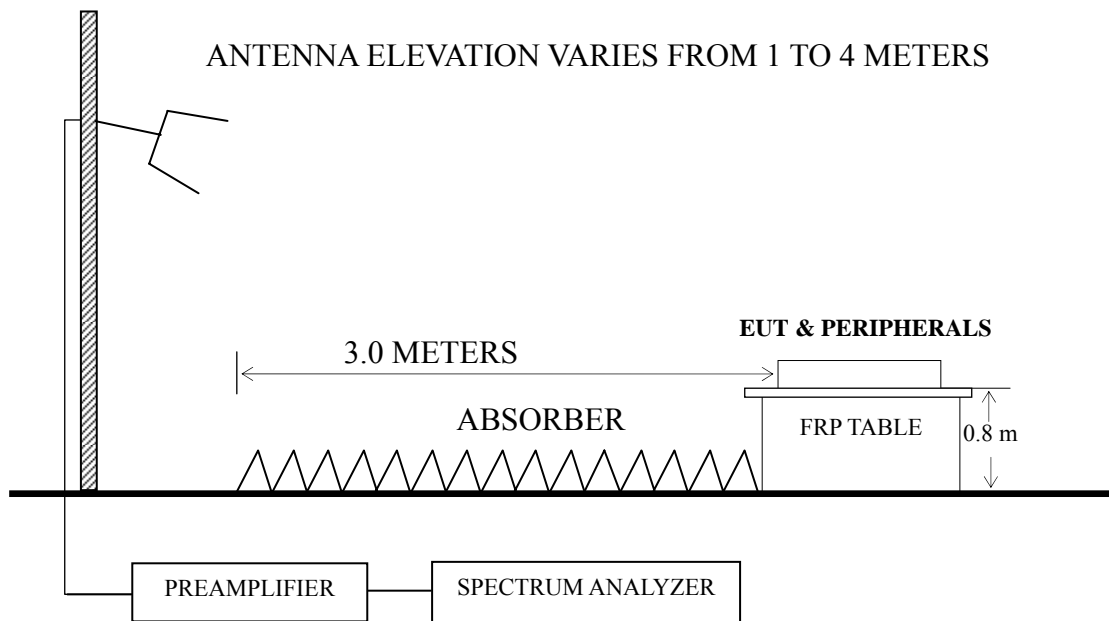 ANTENNA ELEVATION VARIES FROM 1 TO 4 METERS
EUT & PERIPHERALS
3.0 METERS
ABSORBER
FRP TABLE
0.8 m
PREAMPLIFIER
SPECTRUM ANALYZER